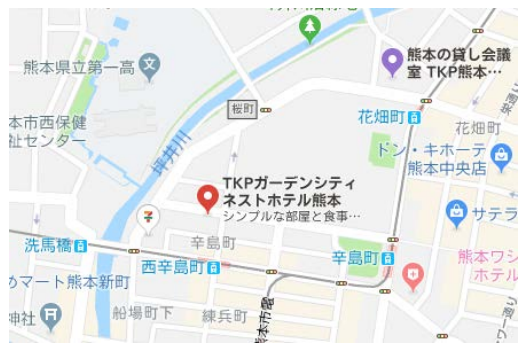 熊本の貸し会議
室 TKP熊本…
熊本県立第一高
桜町
花畑町
花畑町
本市西保健
祉センター
坪井川
ドン・キホーテ
熊本中央店
TKPガーデンシティ
ネストホテル熊本
シンプルな部屋と食事…
サテラ
辛島町
洗馬橋
西辛島町
辛島町
熊本ワシ
ホテル
めマート熊本新町
神社
船場町下
練兵町
熊本市電
ワー通り